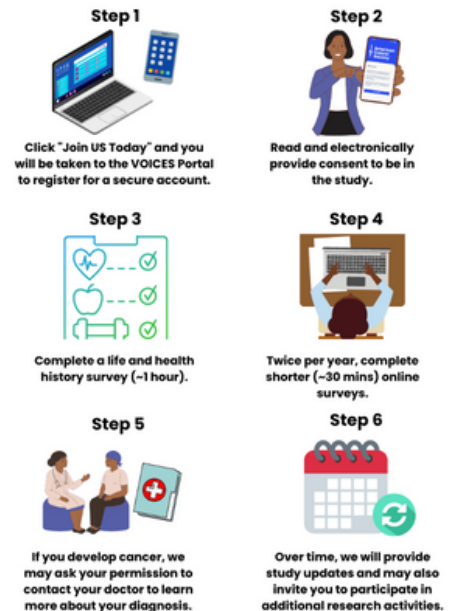 Step 1
Click "Join US Today" and you
will be taken to the VOICES Portal
to register for a secure account.
Step 2
American
Cancer
Society
Read and electronically
provide consent to be in
the study.
Step 3
Complete a life and health
history survey (~1 hour).
Step 4
Twice per year, complete
shorter (~30 mins) online
surveys.
Step 5
If you develop cancer, we
may ask your permission to
contact your doctor to learn
more about your diagnosis.
Step 6
Over time, we will provide
study updates and may also
invite you to participate in
additional research activities.